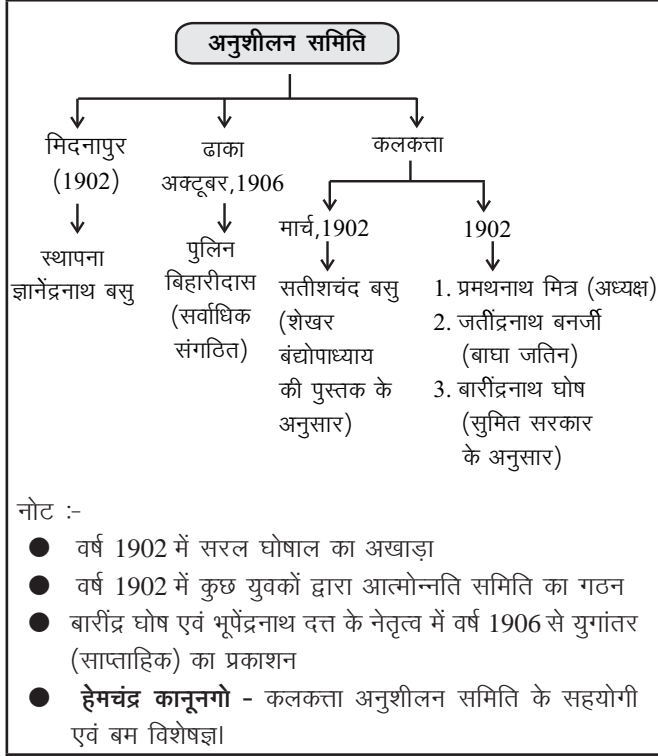 अनुशीलन समिति
मिदनापुर
(1902)
स्थापना
ज्ञानेंद्रनाथ बसु
ढाका
अक्टूबर,1906
पुलिन
बिहारीदास
(सर्वाधिक
संगठित)
कलकत्ता
मार्च,1902
सतीशचंद बसु
(शेखर
बंद्योपाध्याय
की पुस्तक के
अनुसार)
1902
1. प्रमथनाथ मित्र (अध्यक्ष)
2. जतींद्रनाथ बनर्जी
(बाघा जतिन)
3. बारींद्रनाथ घोष
(सुमित सरकार
के अनुसार)
नोट :-
● वर्ष 1902 में सरल घोषाल का अखाड़ा
● वर्ष 1902 में कुछ युवकों द्वारा आत्मोन्नति समिति का गठन
● बारींद्र घोष एवं भूपेंद्रनाथ दत्त के नेतृत्व में वर्ष 1906 से युगांतर
(साप्ताहिक) का प्रकाशन
● हेमचंद्र कानूनगो - कलकत्ता अनुशीलन समिति के सहयोगी
एवं बम विशेषज्ञ।